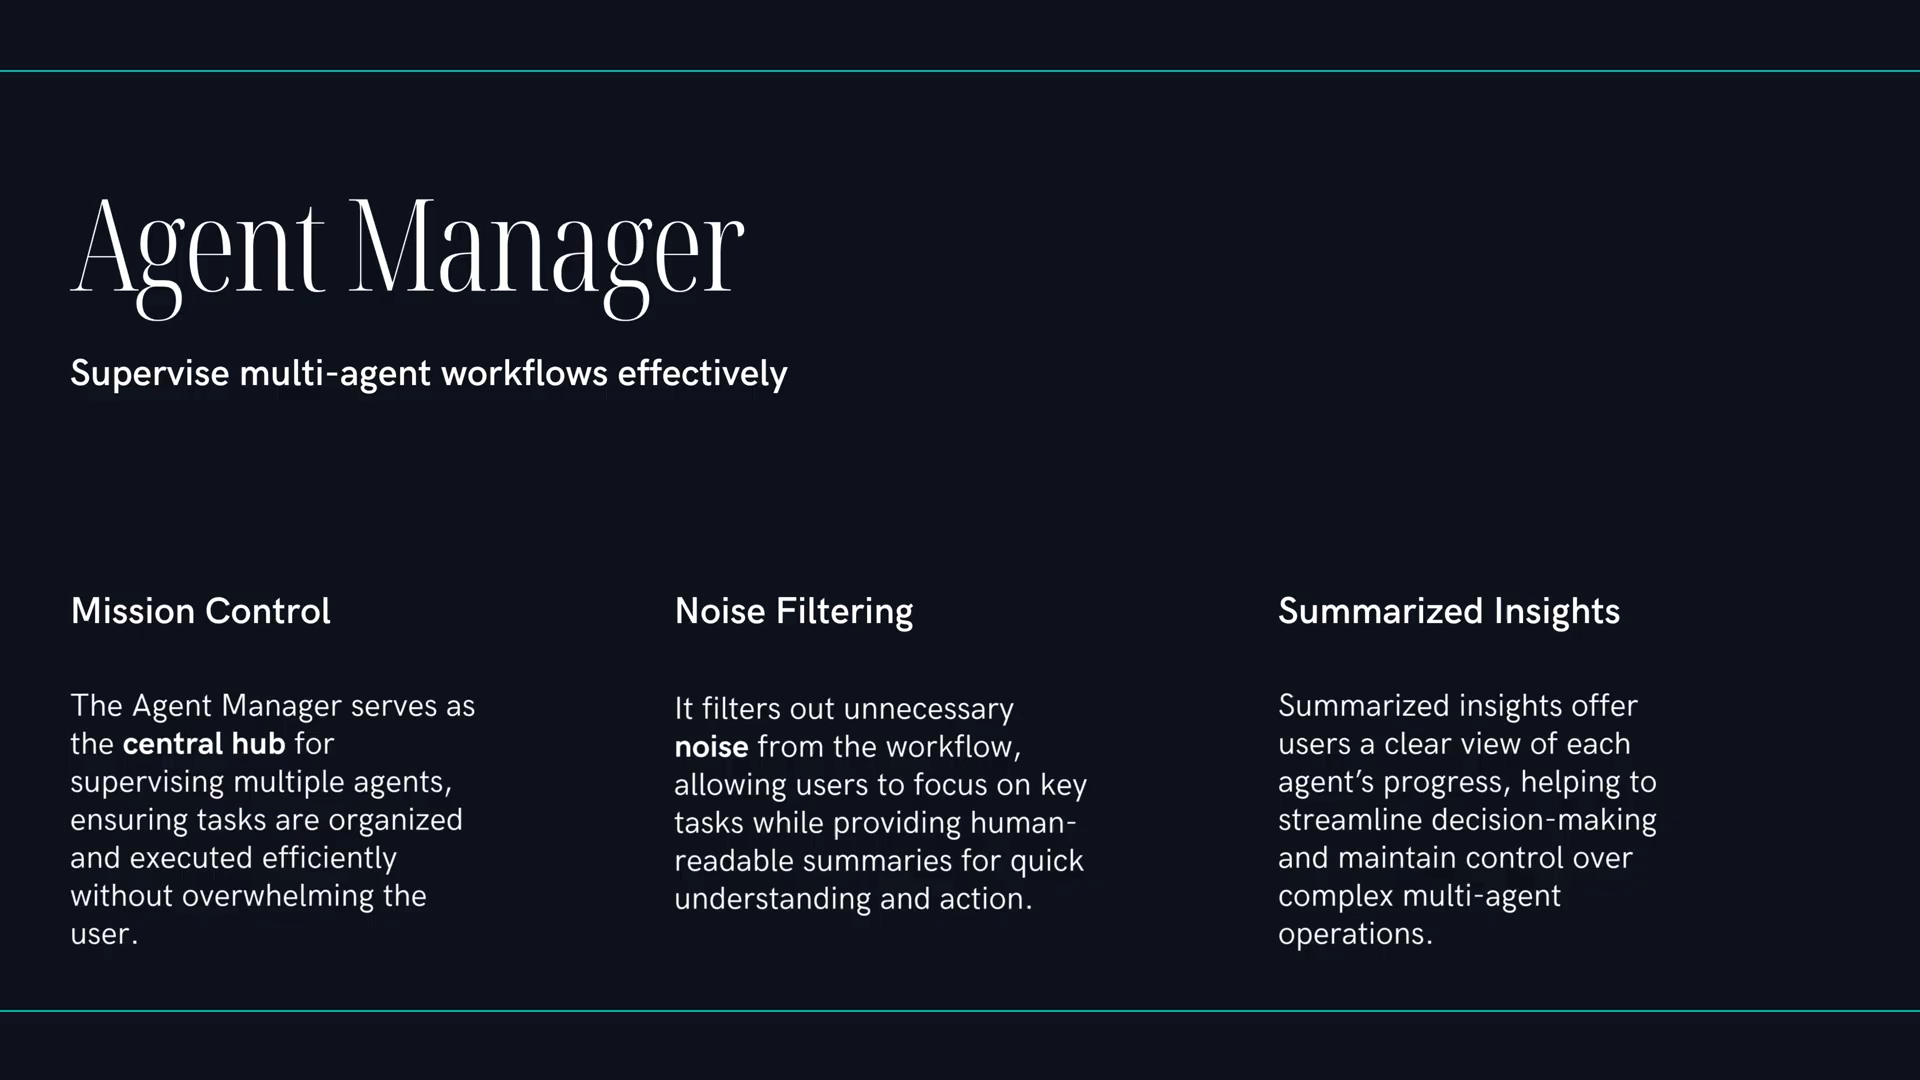 Agent Manager
Supervise multi-agent workflows effectively
Mission Control
The Agent Manager serves as
the central hub for
supervising multiple agents,
ensuring tasks are organized
and executed efficiently
without overwhelming the
user.
Noise Filtering
It filters out unnecessary
noise from the workflow,
allowing users to focus on key
tasks while providing human-
readable summaries for quick
understanding and action.
Summarized Insights
Summarized insights offer
users a clear view of each
agent’s progress, helping to
streamline decision-making
and maintain control over
complex multi-agent
operations.